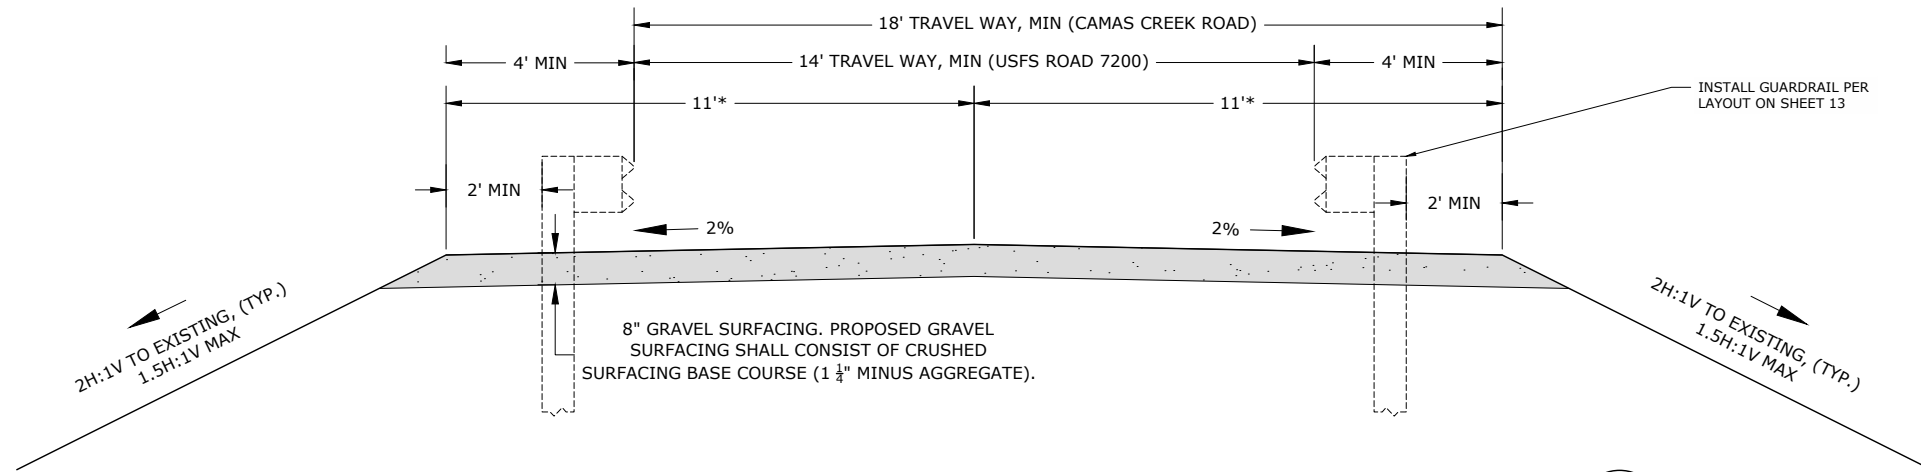 18' TRAVEL WAY, MIN (CAMAS CREEK ROAD)
4' MIN
14' TRAVEL WAY, MIN (USFS ROAD 7200)
4' MIN
11'*
11'*
INSTALL GUARDRAIL PER
LAYOUT ON SHEET 13
2' MIN
2' MIN
2%
2%
2H:1V TO EXISTING, (TYP.)
1.5H:1V MAX
2H:1V TO EXISTING, (TYP.)
1.5H:1V MAX
8" GRAVEL SURFACING. PROPOSED GRAVEL
SURFACING SHALL CONSIST OF CRUSHED
SURFACING BASE COURSE (1 1/4" MINUS AGGREGATE).